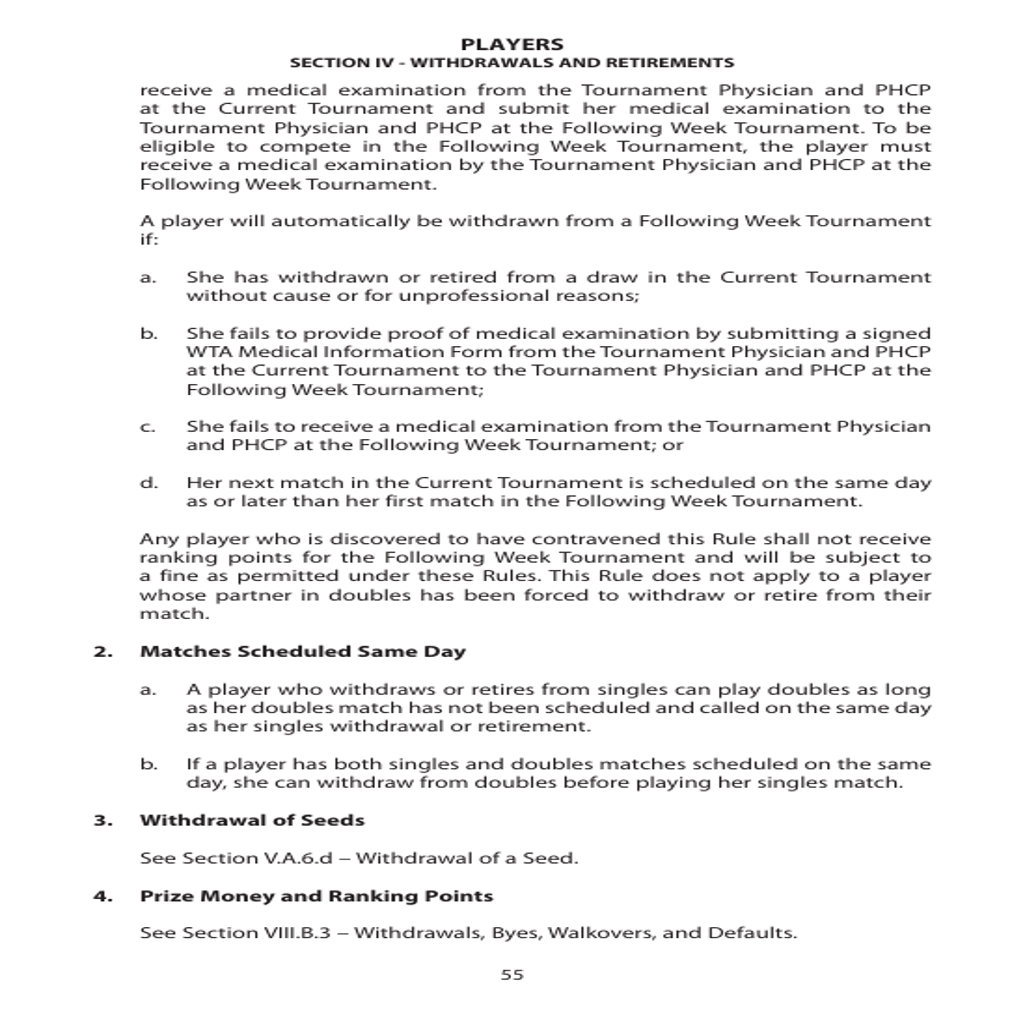 PLAYERS
SECTION IV - WITHDRAWALS AND RETIREMENTS
receive a medical examination from the Tournament Physician and PHCP
at the Current Tournament and submit her medical examination to the
Tournament Physician and PHCP at the Following Week Tournament. To be
eligible to compete in the Following Week Tournament, the player must
receive a medical examination by the Tournament Physician and PHCP at the
Following Week Tournament.
A player will automatically be withdrawn from a Following Week Tournament
if:
a. She has withdrawn or retired from a draw in the Current Tournament
without cause or for unprofessional reasons;
b. She fails to provide proof of medical examination by submitting a signed
WTA Medical Information Form from the Tournament Physician and PHCP
at the Current Tournament to the Tournament Physician and PHCP at the
Following Week Tournament;
c. She fails to receive a medical examination from the Tournament Physician
and PHCP at the Following Week Tournament; or
d. Her next match in the Current Tournament is scheduled on the same day
as or later than her first match in the Following Week Tournament.
Any player who is discovered to have contravened this Rule shall not receive
ranking points for the Following Week Tournament and will be subject to
a fine as permitted under these Rules. This Rule does not apply to a player
whose partner in doubles has been forced to withdraw or retire from their
match.
2. Matches Scheduled Same Day
a. A player who withdraws or retires from singles can play doubles as long
as her doubles match has not been scheduled and called on the same day
as her singles withdrawal or retirement.
b. If a player has both singles and doubles matches scheduled on the same
day, she can withdraw from doubles before playing her singles match.
3. Withdrawal of Seeds
See Section V.A.6.d – Withdrawal of a Seed.
4. Prize Money and Ranking Points
See Section VIII.B.3 – Withdrawals, Byes, Walkovers, and Defaults.
55